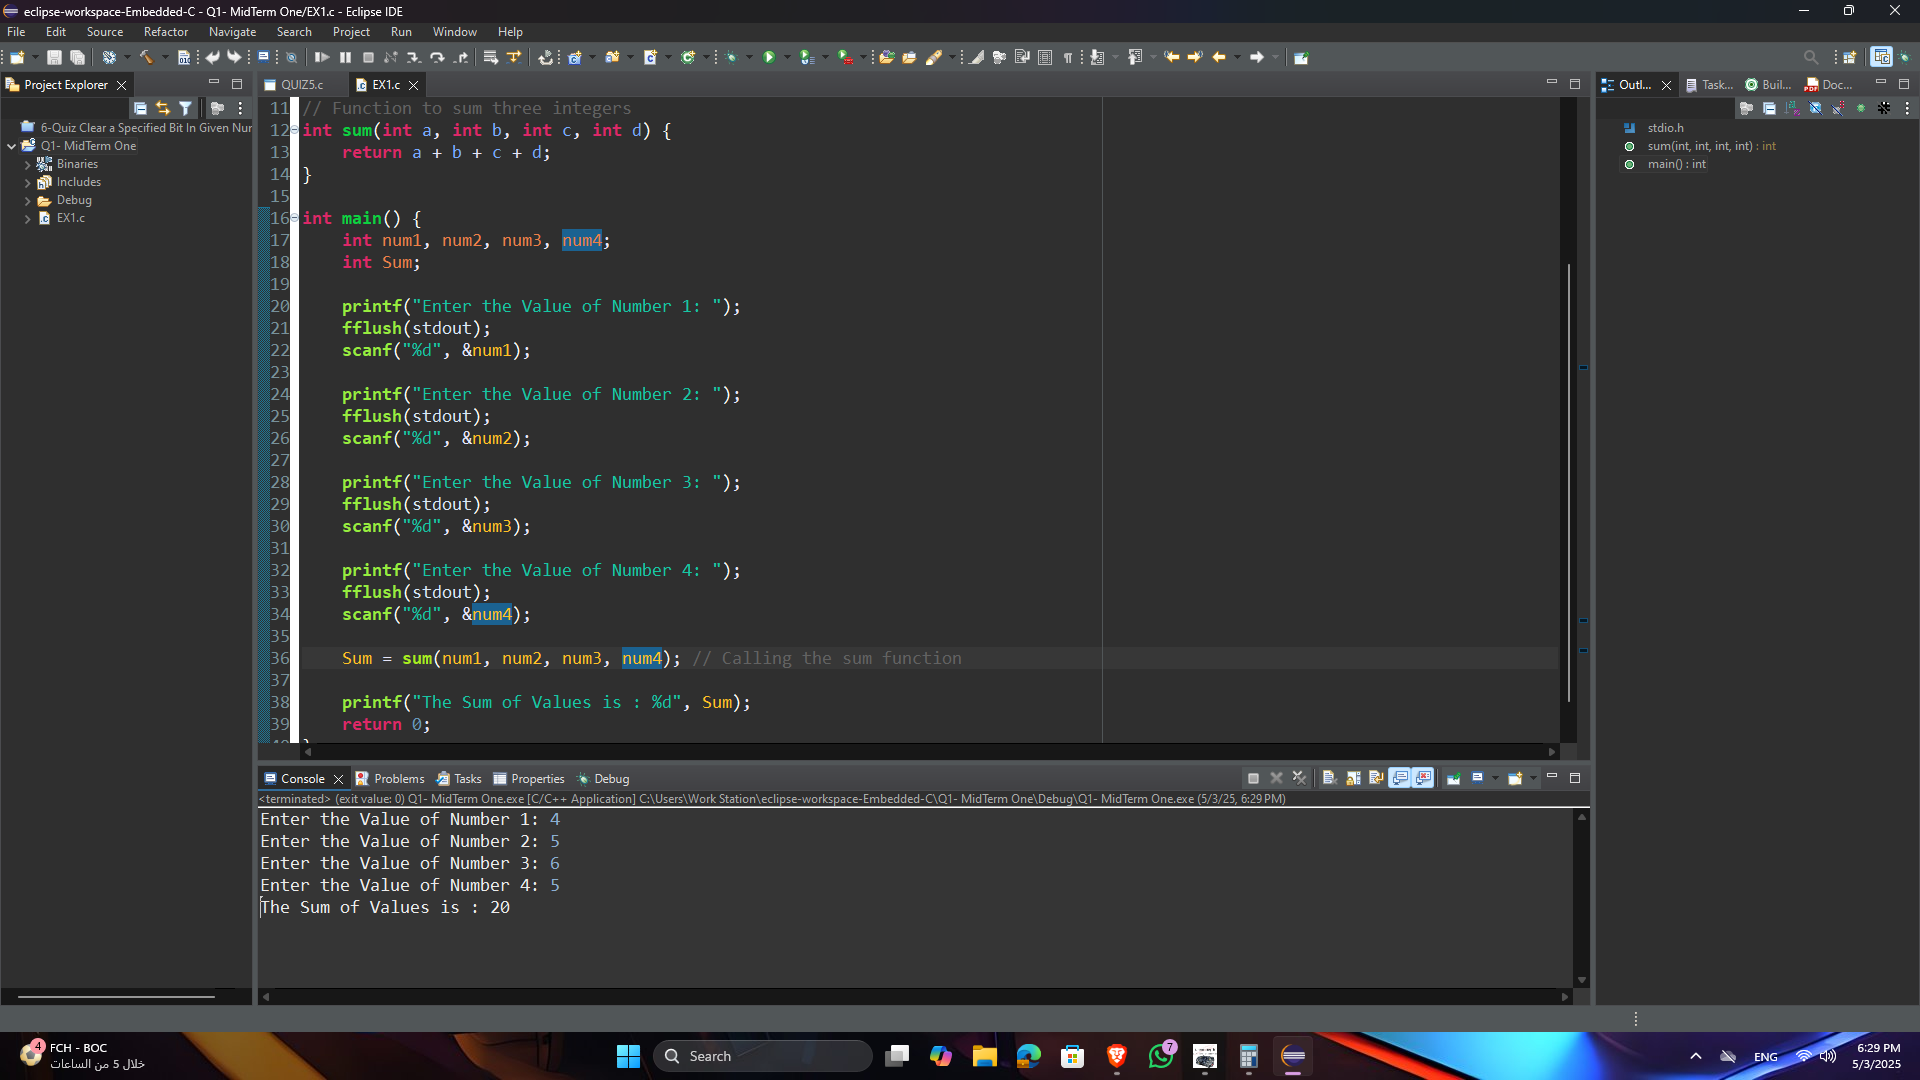 eclipse-workspace-Embedded-C - Q1- MidTerm One/EX1.c - Eclipse IDE
File Edit Source Refactor Navigate Search Project Run Window Help
Project Explorer
6-Quiz Clear a Specified Bit In Given Nur
Q1- MidTerm One
Binaries
Includes
Debug
EX1.c
QUIZ5.c EX1.c
11 // Function to sum three integers
12 int sum(int a, int b, int c, int d) {
13 return a + b + c + d;
14 }
15
16 int main() {
17 int num1, num2, num3, num4;
18 int Sum;
19
20 printf("Enter the Value of Number 1: ");
21 fflush(stdout);
22 scanf("%d", &num1);
23
24 printf("Enter the Value of Number 2: ");
25 fflush(stdout);
26 scanf("%d", &num2);
27
28 printf("Enter the Value of Number 3: ");
29 fflush(stdout);
30 scanf("%d", &num3);
31
32 printf("Enter the Value of Number 4: ");
33 fflush(stdout);
34 scanf("%d", &num4);
35
36 Sum = sum(num1, num2, num3, num4); // Calling the sum function
37
38 printf("The Sum of Values is : %d", Sum);
39 return 0;
Outl... Task... Buil... Doc...
stdio.h
sum(int, int, int, int) : int
main() : int
Console Problems Tasks Properties Debug
<terminated> (exit value: 0) Q1- MidTerm One.exe [C/C++ Application] C:\Users\Work Station\eclipse-workspace-Embedded-C\Q1- MidTerm One\Debug\Q1- MidTerm One.exe (5/3/25, 6:29 PM)
Enter the Value of Number 1: 4
Enter the Value of Number 2: 5
Enter the Value of Number 3: 6
Enter the Value of Number 4: 5
The Sum of Values is : 20
4
FCH - BOC
خلال 5 من الساعات
Search
7
ENG
6:29 PM
5/3/2025